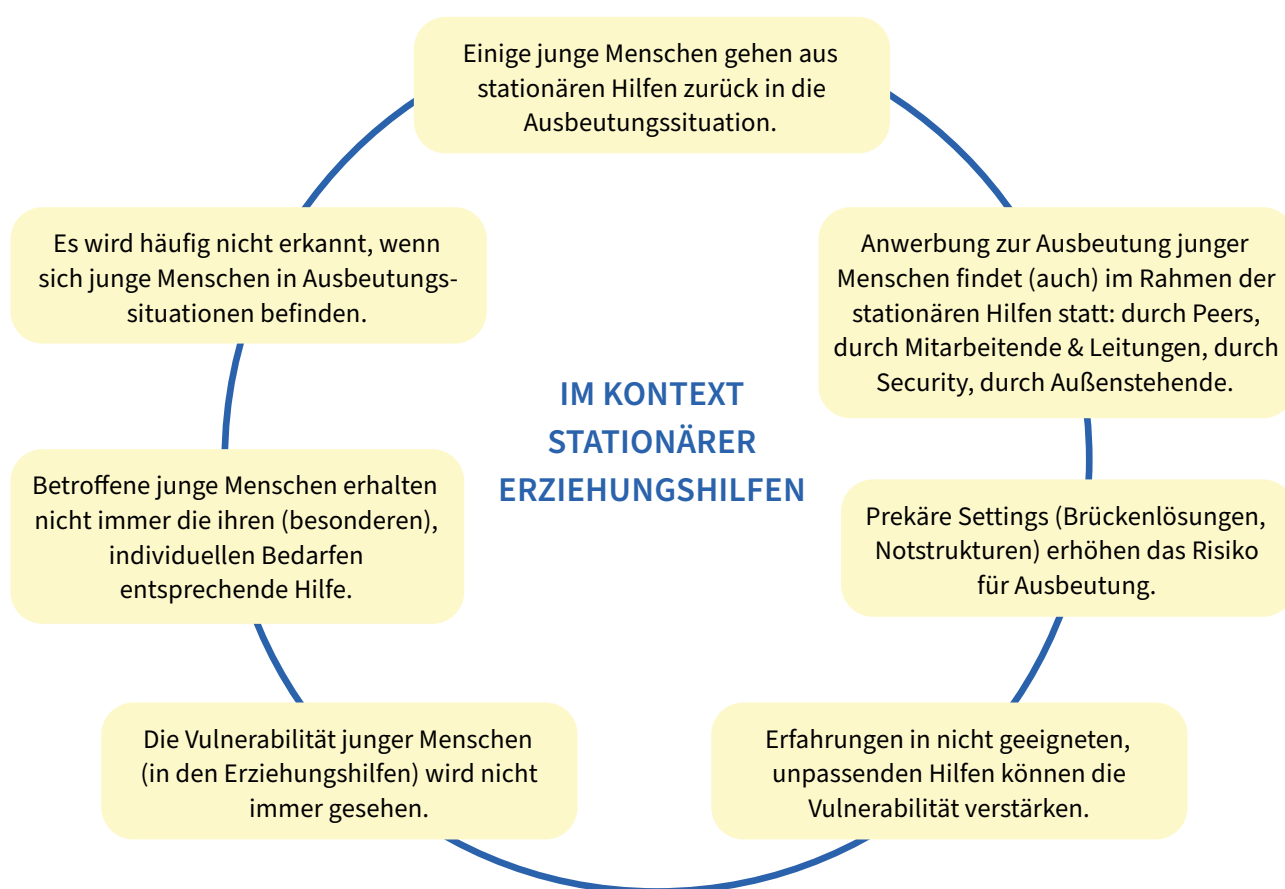 Einige junge Menschen gehen aus
stationären Hilfen zurück in die
Ausbeutungssituation.
Anwerbung zur Ausbeutung junger
Menschen findet (auch) im Rahmen der
stationären Hilfen statt: durch Peers,
durch Mitarbeitende & Leitungen, durch
Security, durch Außenstehende.
Prekäre Settings (Brückenlösungen,
Notstrukturen) erhöhen das Risiko
für Ausbeutung.
Erfahrungen in nicht geeigneten,
unpassenden Hilfen können die
Vulnerabilität verstärken.
Die Vulnerabilität junger Menschen
(in den Erziehungshilfen) wird nicht
immer gesehen.
Betroffene junge Menschen erhalten
nicht immer die ihren (besonderen),
individuellen Bedarfen
entsprechende Hilfe.
Es wird häufig nicht erkannt, wenn
sich junge Menschen in Ausbeutungs-
situationen befinden.
IM KONTEXT
STATIONÄRER
ERZIEHUNGSHILFEN